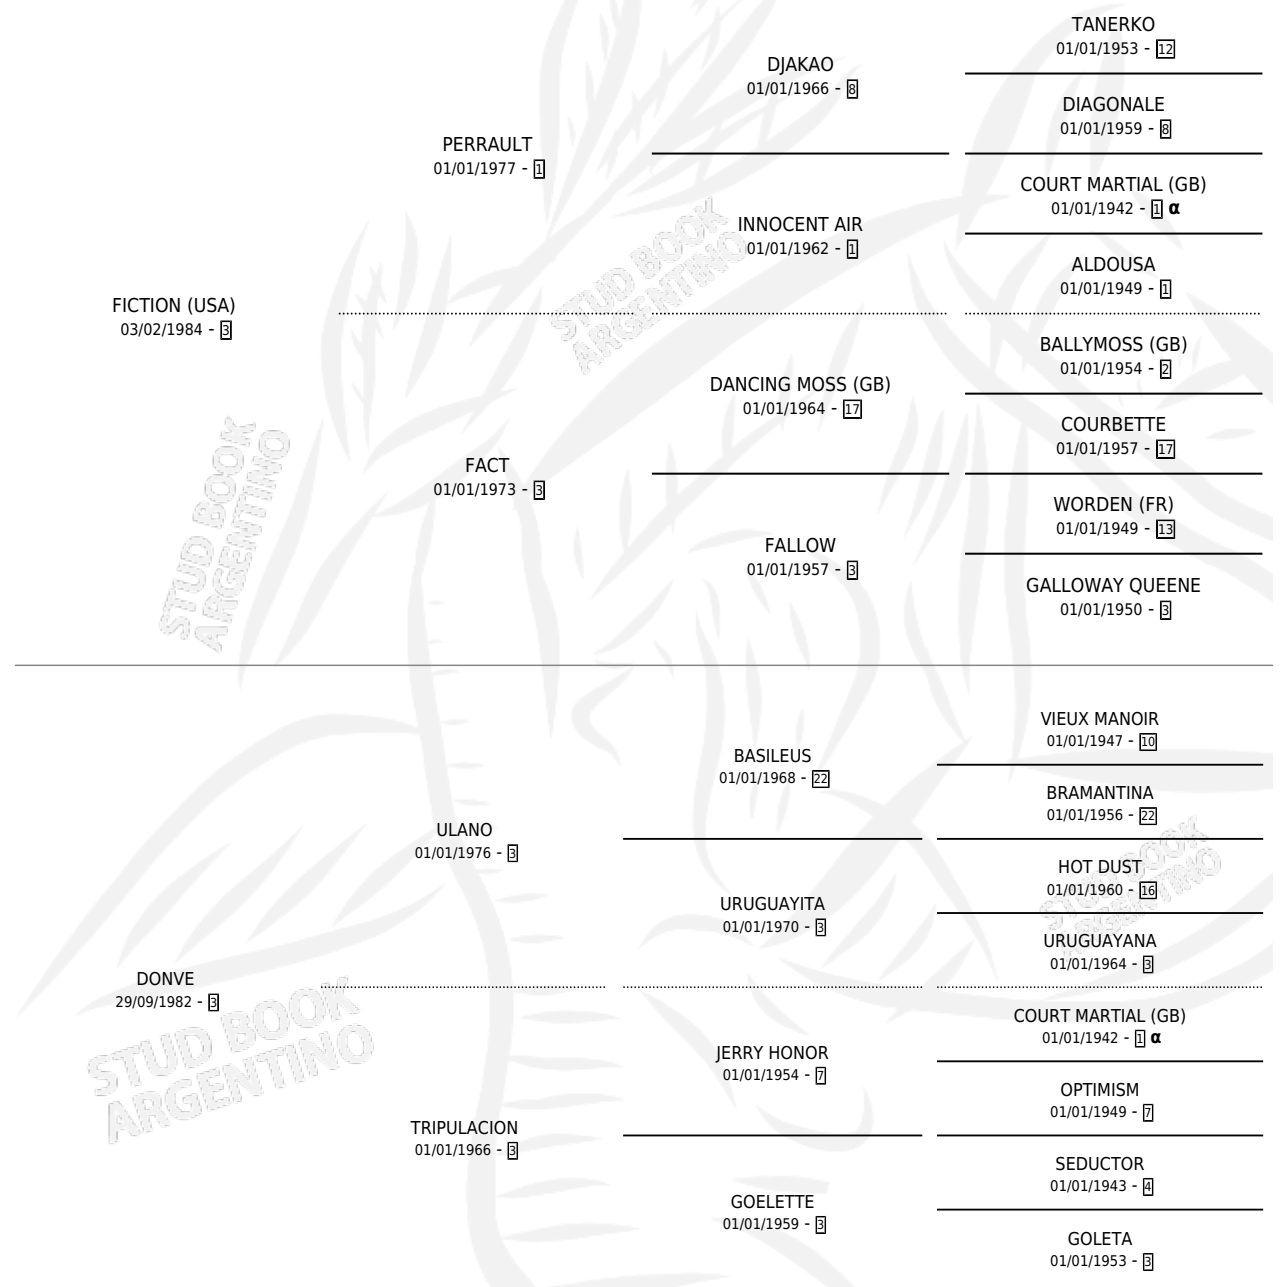 TANERKO
01/01/1953 - 12
DJAKAO
01/01/1966 - 8
DIAGONALE
01/01/1959 - 8
PERRAULT
01/01/1977 - 1
COURT MARTIAL (GB)
01/01/1942 - 1 α
INNOCENT AIR
01/01/1962 - 1
ALDOUSA
01/01/1949 - 1
FICTION (USA)
03/02/1984 - 3
BALLYMOSS (GB)
01/01/1954 - 2
DANCING MOSS (GB)
01/01/1964 - 17
COURBETTE
01/01/1957 - 17
FACT
01/01/1973 - 3
WORDEN (FR)
01/01/1949 - 13
FALLOW
01/01/1957 - 3
GALLOWAY QUEENE
01/01/1950 - 3
VIEUX MANOIR
01/01/1947 - 10
BASILEUS
01/01/1968 - 22
BRAMANTINA
01/01/1956 - 22
ULANO
01/01/1976 - 3
HOT DUST
01/01/1960 - 16
URUGUAYITA
01/01/1970 - 3
URUGUAYANA
01/01/1964 - 3
DONVE
29/09/1982 - 3
COURT MARTIAL (GB)
01/01/1942 - 1 α
JERRY HONOR
01/01/1954 - 7
OPTIMISM
01/01/1949 - 7
TRIPULACION
01/01/1966 - 3
SEDUCTOR
01/01/1943 - 4
GOELETTE
01/01/1959 - 3
GOLETA
01/01/1953 - 3
STUD BOOK
ARGENTINO
STUD BOOK
ARGENTINO
STUD BOOK
ARGENTINO
STUD BOOK
ARGENTINO